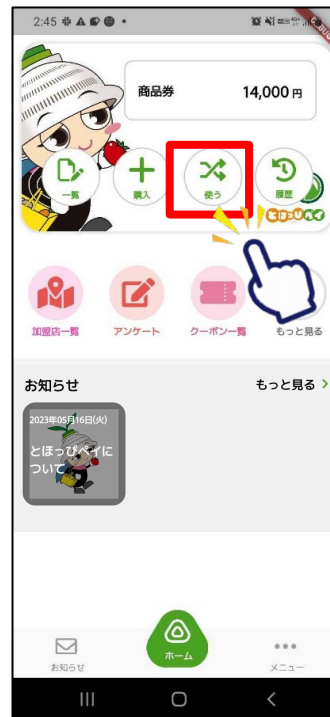 2:45
商品券 14,000 円
一覧 購入 使う 履歴
とほっぴペイ
加盟店一覧 アンケート クーポン一覧 もっと見る
お知らせ もっと見る >
2023年05月16日(火)
とほっぴペイに
ついて
お知らせ ホーム メニュー